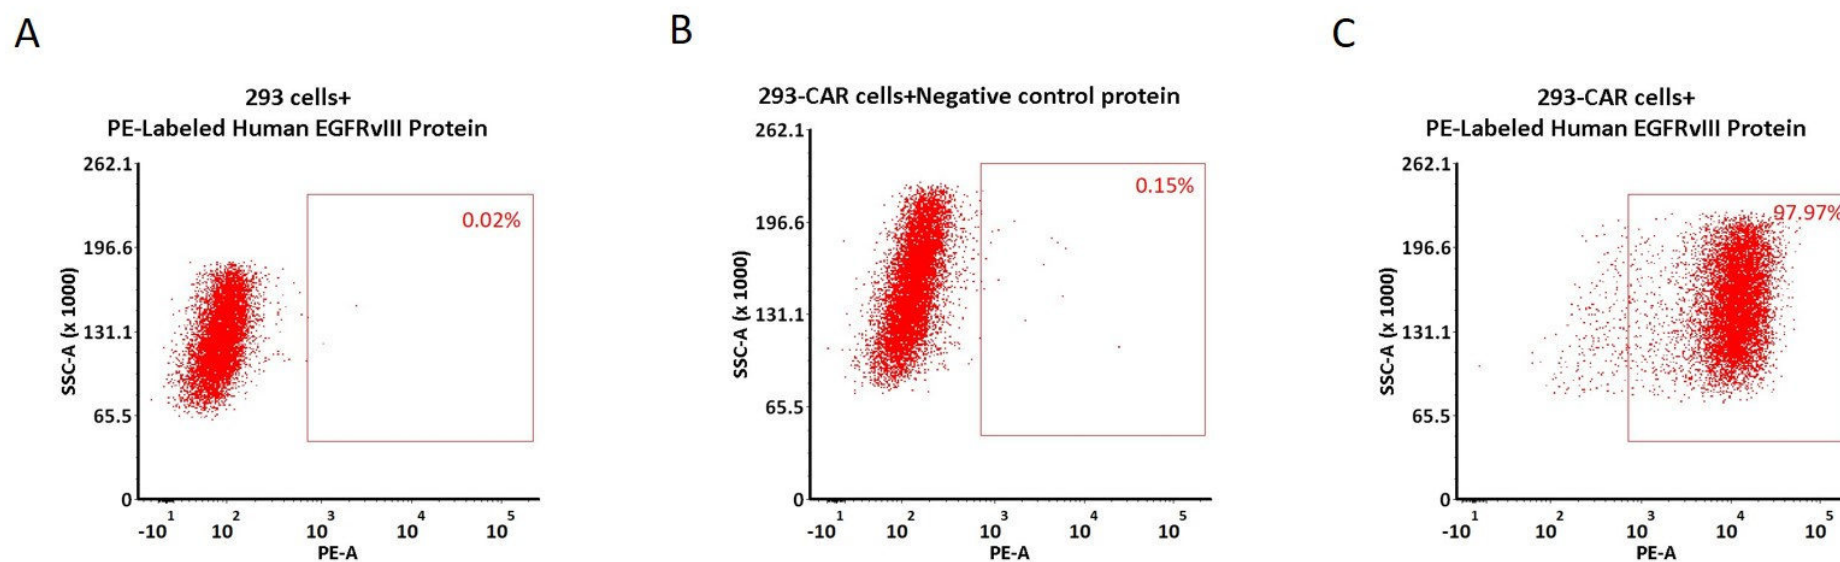 A
293 cells+
PE-Labeled Human EGFRvIII Protein
262.1
0.02%
196.6
SSC-A (x 1000)
131.1
65.5
0
-10^1 10^2 10^3 10^4 10^5
PE-A
B
293-CAR cells+Negative control protein
262.1
0.15%
196.6
SSC-A (x 1000)
131.1
65.5
0
-10^1 10^2 10^3 10^4 10^5
PE-A
C
293-CAR cells+
PE-Labeled Human EGFRvIII Protein
262.1
97.97%
196.6
SSC-A (x 1000)
131.1
65.5
0
-10^1 10^2 10^3 10^4 10^5
PE-A